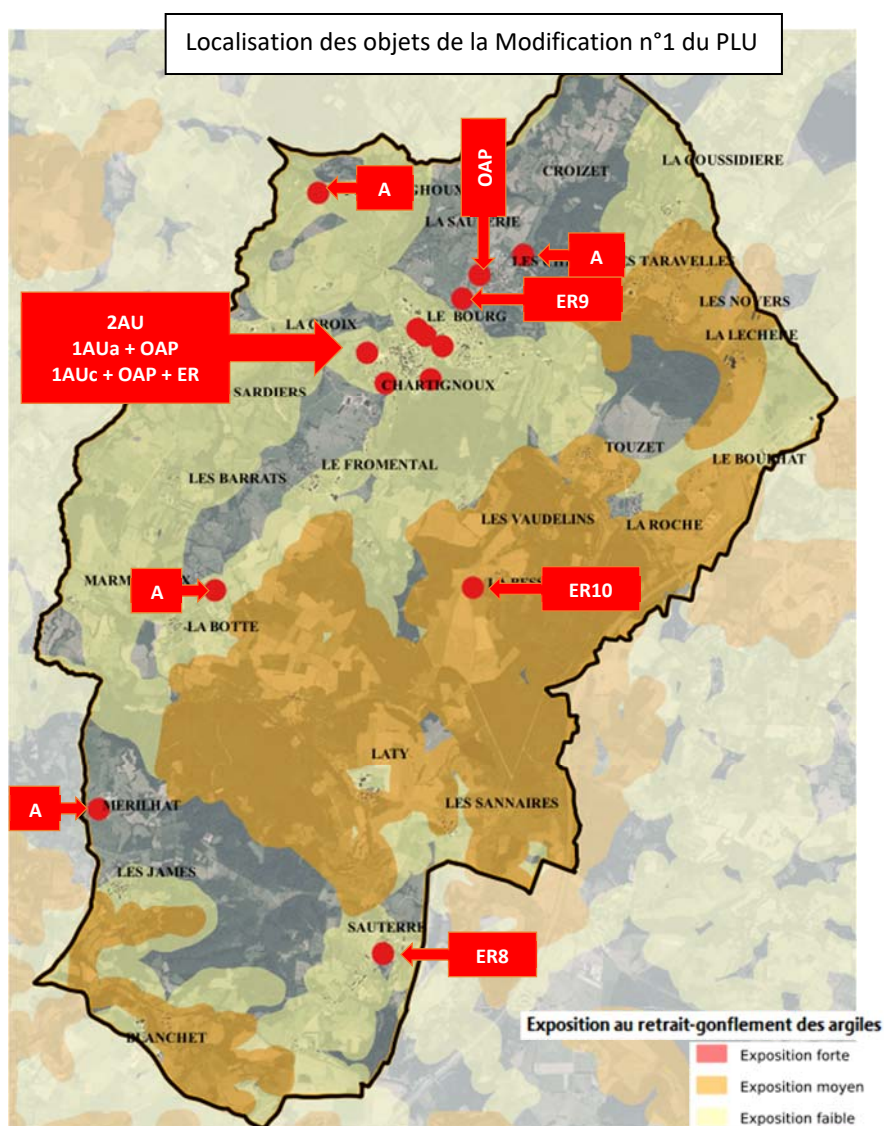 Localisation des objets de la Modification n°1 du PLU
OAP
CROIZET
LA COUSSIDIERE
A
LES
A
TARAVELLES
ER9
LES NOYERS
2AU
1AUa + OAP
1AUc + OAP + ER
LA CROIX
LE BOURG
LA LECHERE
CHARTIGNOUX
SARDIERS
TOUZET
LE FROMENTAL
LE BOURHAT
LES BARRATS
LES VAUDELINS
LA ROCHE
A
ER10
LA BOTTE
LATY
LES SANNAIRES
A
MERILHAT
LES JAMES
SAUTERRE
ER8
BLANCHET
Exposition au retrait-gonflement des argiles
Exposition forte
Exposition moyen
Exposition faible